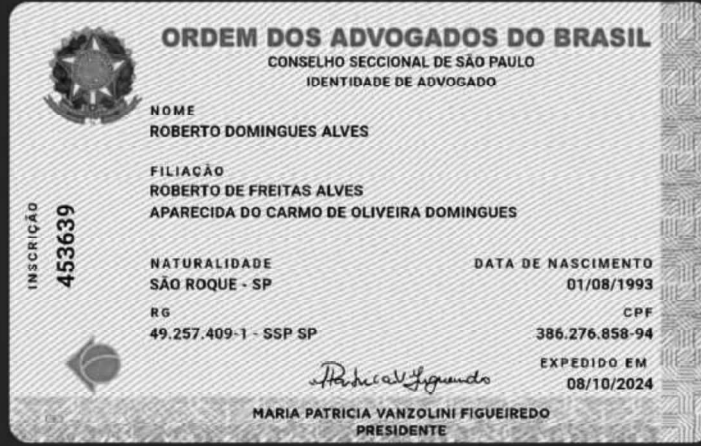 ORDEM DOS ADVOGADOS DO BRASIL
CONSELHO SECCIONAL DE SÃO PAULO
IDENTIDADE DE ADVOGADO
NOME
ROBERTO DOMINGUES ALVES
FILIAÇÃO
ROBERTO DE FREITAS ALVES
APARECIDA DO CARMO DE OLIVEIRA DOMINGUES
INSCRIÇÃO
453639
NATURALIDADE
SÃO ROQUE - SP
DATA DE NASCIMENTO
01/08/1993
RG
49.257.409-1 - SSP SP
CPF
386.276.858-94
EXPEDIDO EM
08/10/2024
MARIA PATRICIA VANZOLINI FIGUEIREDO
PRESIDENTE